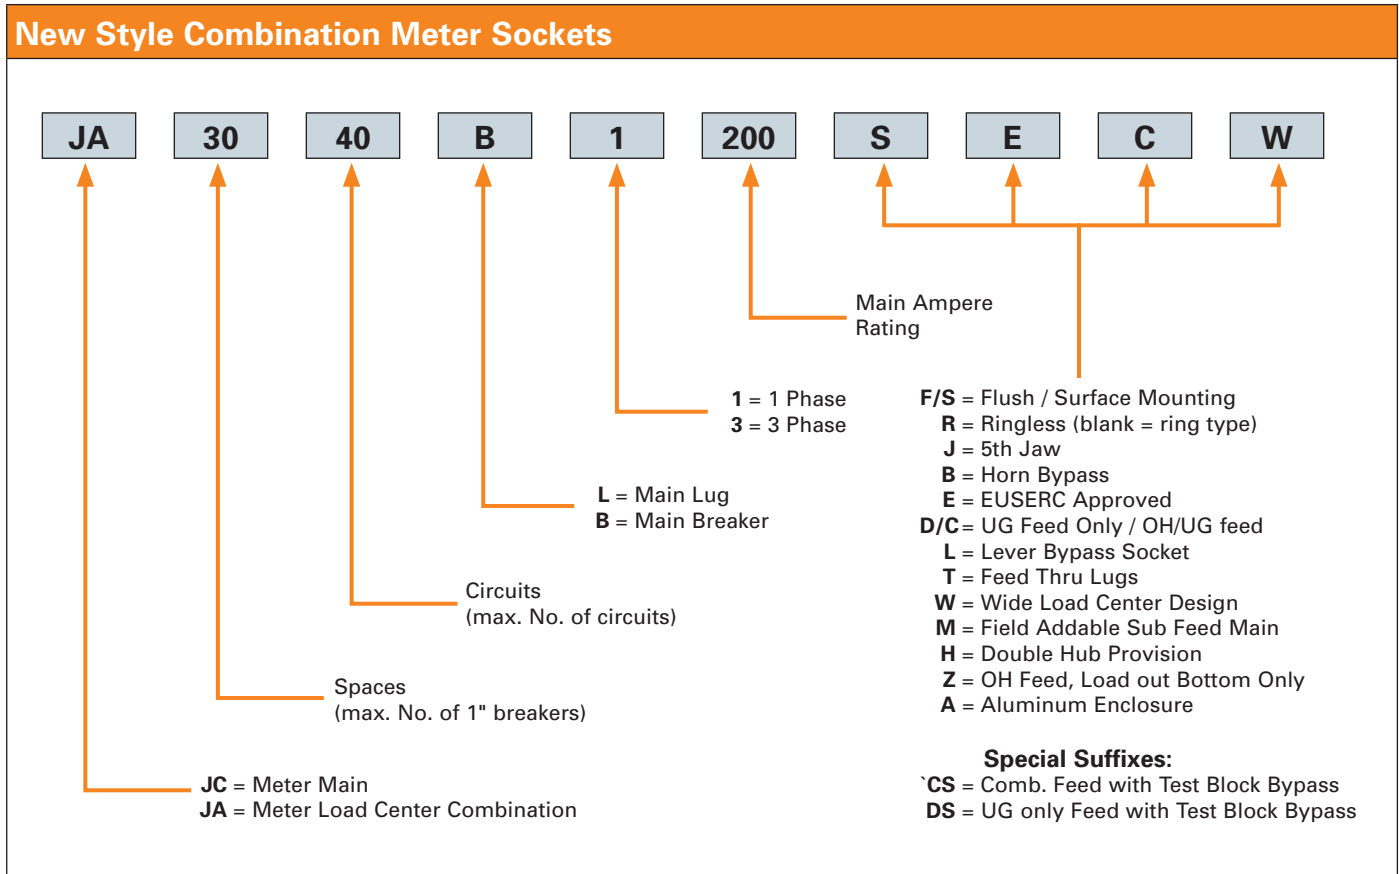 New Style Combination Meter Sockets
JA 30 40 B 1 200 S E C W
Main Ampere
Rating
1 = 1 Phase
3 = 3 Phase
L = Main Lug
B = Main Breaker
Circuits
(max. No. of circuits)
Spaces
(max. No. of 1" breakers)
JC = Meter Main
JA = Meter Load Center Combination
F/S = Flush / Surface Mounting
R = Ringless (blank = ring type)
J = 5th Jaw
B = Horn Bypass
E = EUSERC Approved
D/C = UG Feed Only / OH/UG feed
L = Lever Bypass Socket
T = Feed Thru Lugs
W = Wide Load Center Design
M = Field Addable Sub Feed Main
H = Double Hub Provision
Z = OH Feed, Load out Bottom Only
A = Aluminum Enclosure
Special Suffixes:
`CS = Comb. Feed with Test Block Bypass
DS = UG only Feed with Test Block Bypass